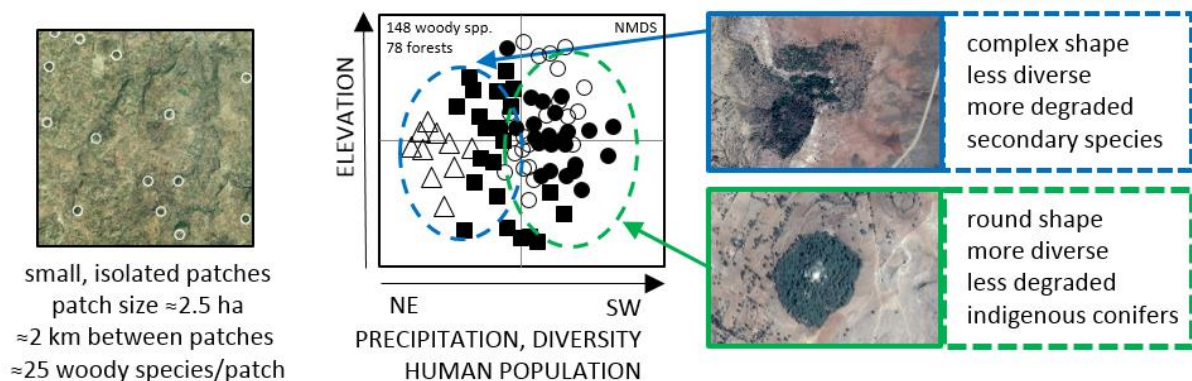 small, isolated patches
patch size ≈2.5 ha
≈2 km between patches
≈25 woody species/patch
148 woody spp.
78 forests
NMDS
ELEVATION
NE
SW
PRECIPITATION, DIVERSITY
HUMAN POPULATION
complex shape
less diverse
more degraded
secondary species
round shape
more diverse
less degraded
indigenous conifers